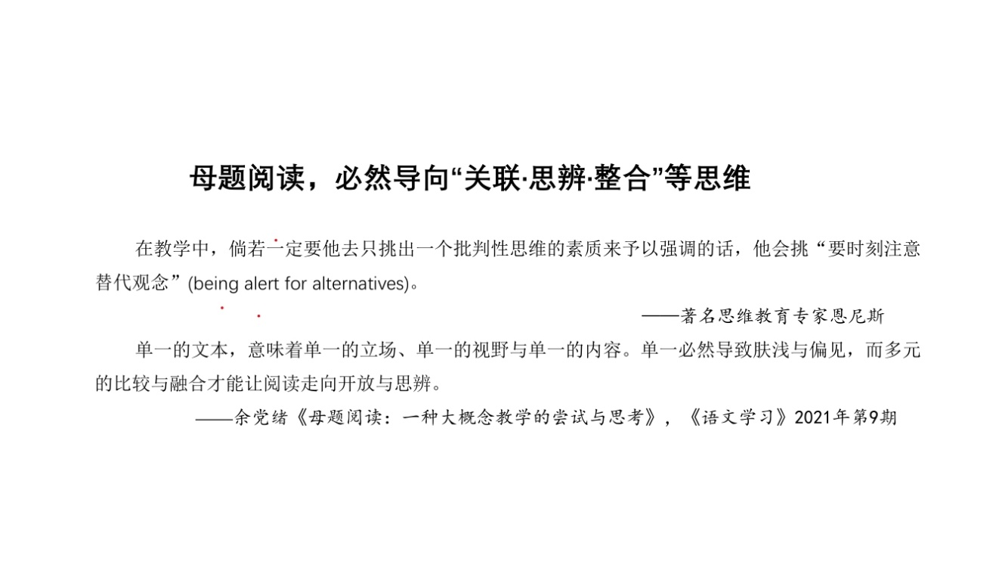 母题阅读，必然导向“关联·思辨·整合”等思维
在教学中，倘若一定要他去只挑出一个批判性思维的素质来予以强调的话，他会挑“要时刻注意
替代观念”(being alert for alternatives)。
——著名思维教育专家恩尼斯
单一的文本，意味着单一的立场、单一的视野与单一的内容。单一必然导致肤浅与偏见，而多元
的比较与融合才能让阅读走向开放与思辨。
——余党绪《母题阅读：一种大概念教学的尝试与思考》，《语文学习》2021年第9期